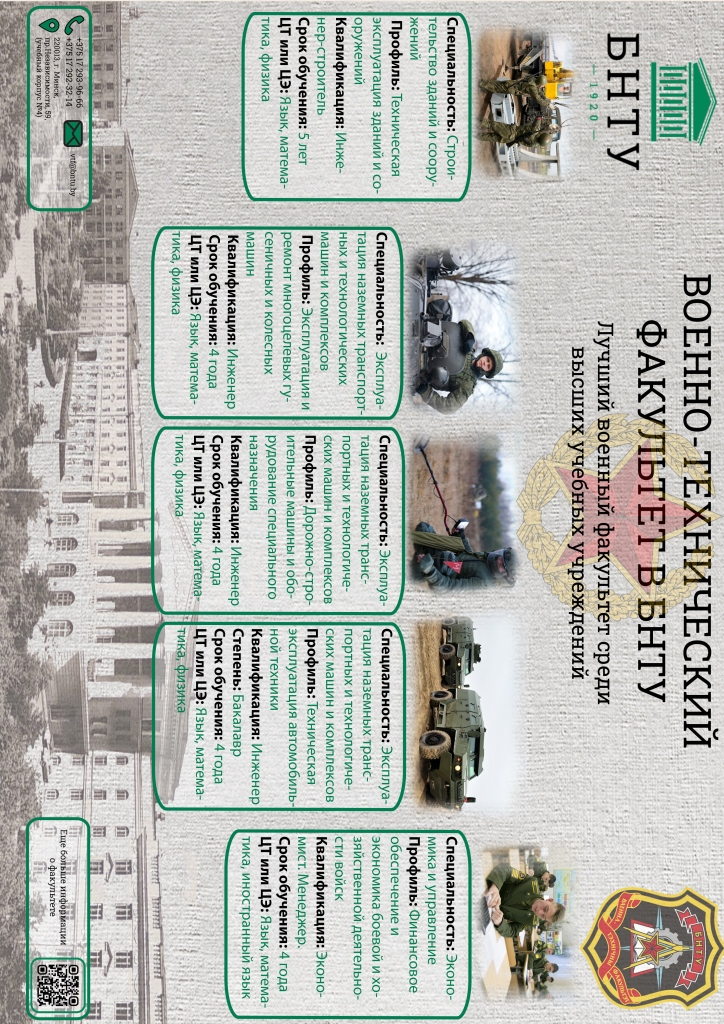 БНТУ
1920
ВОЕННО-ТЕХНИЧЕСКИЙ
ФАКУЛЬТЕТ В БНТУ
Лучший военный факультет среди
высших учебных учреждений
БНТУ
Специальность: Строи-
тельство зданий и соору-
жений
Профиль: Техническая
эксплуатация зданий и со-
оружений
Квалификация: Инже-
нер-строитель
Срок обучения: 5 лет
ЦТ или ЦЭ: Язык, матема-
тика, физика
Специальность: Эксплуа-
тация наземных транспорт-
ных и технологических
машин и комплексов
Профиль: Эксплуатация и
ремонт многоцелевых гу-
сеничных и колесных
машин
Квалификация: Инженер
Срок обучения: 4 года
ЦТ или ЦЭ: Язык, матема-
тика, физика
Специальность: Эксплуа-
тация наземных транс-
портных и технологиче-
ских машин и комплексов
Профиль: Дорожно-стро-
ительные машины и обо-
рудование специального
назначения
Квалификация: Инженер
Срок обучения: 4 года
ЦТ или ЦЭ: Язык, матема-
тика, физика
Специальность: Эксплуа-
тация наземных транс-
портных и технологиче-
ских машин и комплексов
Профиль: Техническая
эксплуатация автомобиль-
ной техники
Квалификация: Инженер
Степень: Бакалавр
Срок обучения: 4 года
ЦТ или ЦЭ: Язык, матема-
тика, физика
Специальность: Эконо-
мика и управление
Профиль: Финансовое
обеспечение и
экономика боевой и хо-
зяйственной деятельно-
сти войск
Квалификация: Эконо-
мист. Менеджер.
Срок обучения: 4 года
ЦТ или ЦЭ: Язык, матема-
тика, иностранный язык
+375 17 293-96-66
+375 17 292-32-14
220013, г. Минск,
пр.Независимости, 59,
(учебный корпус №4)
vtf@bntu.by
Еще больше информации
о факультете